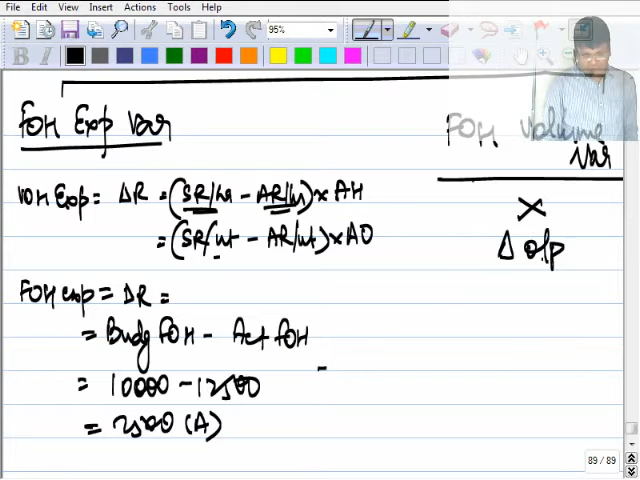 File Edit View Insert Actions Tools Help
95%
B I
FOH Exp Var
FOH Volume
Var
VOH Exp = ΔR = (SR/hr - AR/hr) × AH
= (SR/ut - AR/ut) × AO
×
Δ o/p
FOH exp = ΔR =
= Budg FOH - Act FOH
= 10000 - 12500
= 2500 (A)
89 / 89